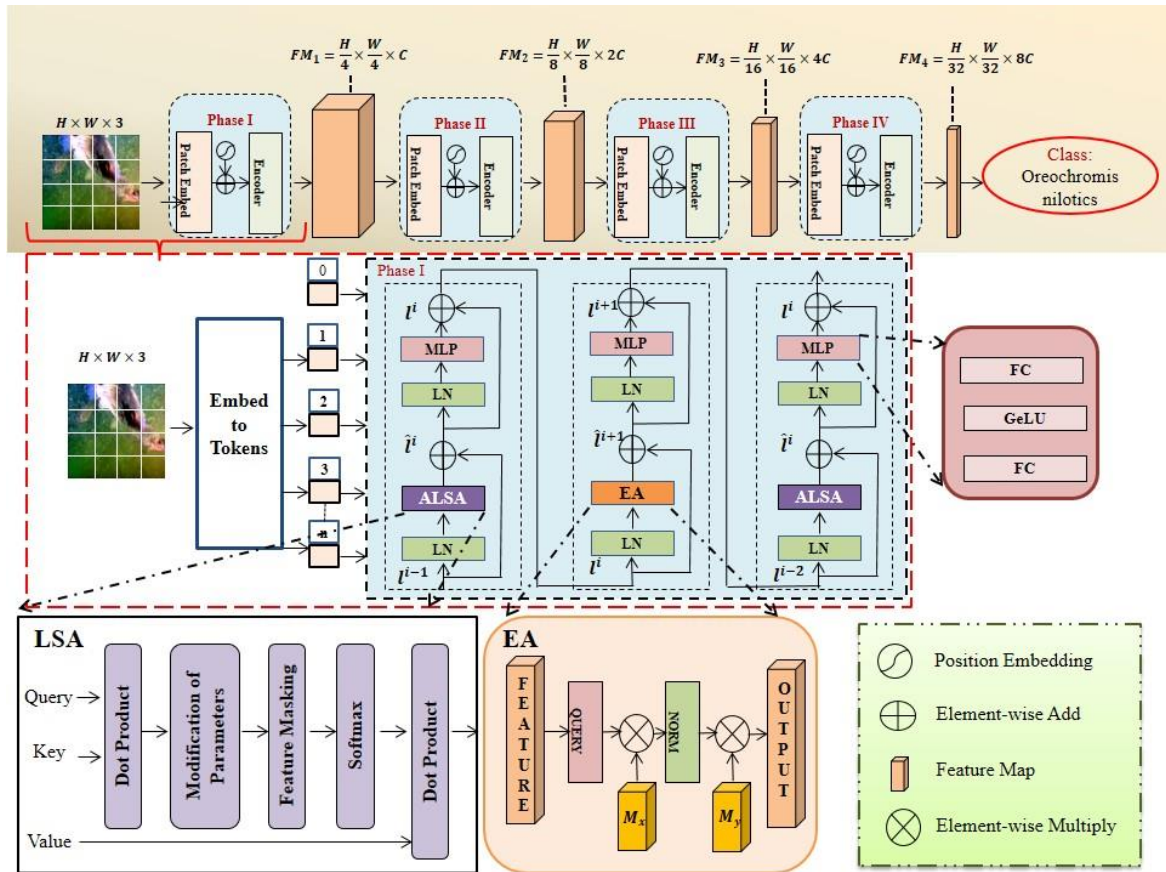 FM₁ = H/4 × W/4 × C
FM₂ = H/8 × W/8 × 2C
FM₃ = H/16 × W/16 × 4C
FM₄ = H/32 × W/32 × 8C
H × W × 3
Phase I
Patch Embed
Encoder
Phase II
Patch Embed
Encoder
Phase III
Patch Embed
Encoder
Phase IV
Patch Embed
Encoder
Class:
Oreochromis
nilotics
H × W × 3
Embed
to
Tokens
0
1
2
3
n
Phase I
lⁱ
MLP
LN
l̂ⁱ
ALSA
LN
lⁱ⁻¹
lⁱ⁺¹
MLP
LN
l̂ⁱ⁺¹
EA
LN
lⁱ
lⁱ
MLP
LN
l̂ⁱ
ALSA
LN
lⁱ⁻²
FC
GeLU
FC
LSA
Query
Key
Value
Dot Product
Modification of
Parameters
Feature Masking
Softmax
Dot Product
EA
FEATURE
QUERY
NORM
OUTPUT
Mₓ
M_y
Position Embedding
Element-wise Add
Feature Map
Element-wise Multiply